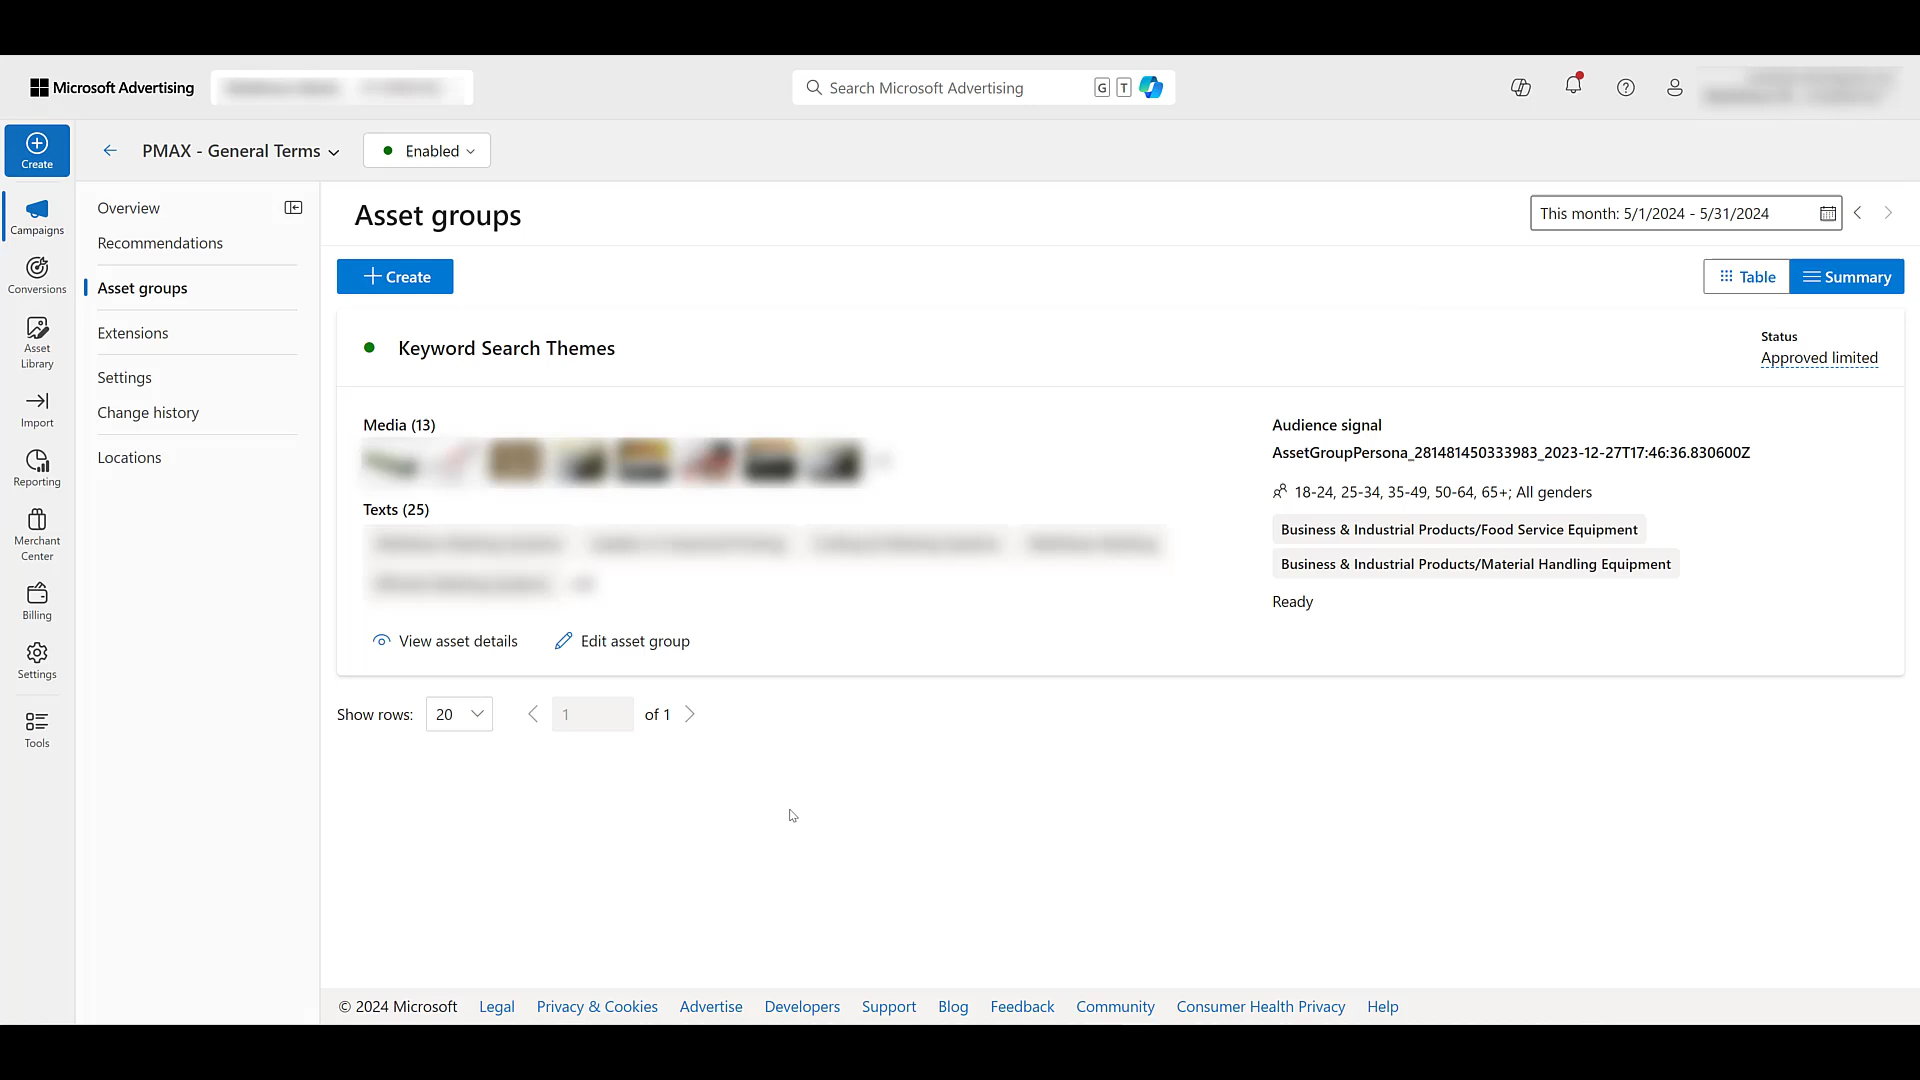 Microsoft Advertising
Search Microsoft Advertising
G T
Create
PMAX - General Terms
Enabled
Campaigns
Conversions
Asset
Library
Import
Reporting
Merchant
Center
Billing
Settings
Tools
Overview
Recommendations
Asset groups
Extensions
Settings
Change history
Locations
Asset groups
This month: 5/1/2024 - 5/31/2024
Create
Table
Summary
Keyword Search Themes
Status
Approved limited
Media (13)
Texts (25)
View asset details
Edit asset group
Audience signal
AssetGroupPersona_281481450333983_2023-12-27T17:46:36.830600Z
18-24, 25-34, 35-49, 50-64, 65+; All genders
Business & Industrial Products/Food Service Equipment
Business & Industrial Products/Material Handling Equipment
Ready
Show rows: 20
1 of 1
© 2024 Microsoft Legal Privacy & Cookies Advertise Developers Support Blog Feedback Community Consumer Health Privacy Help